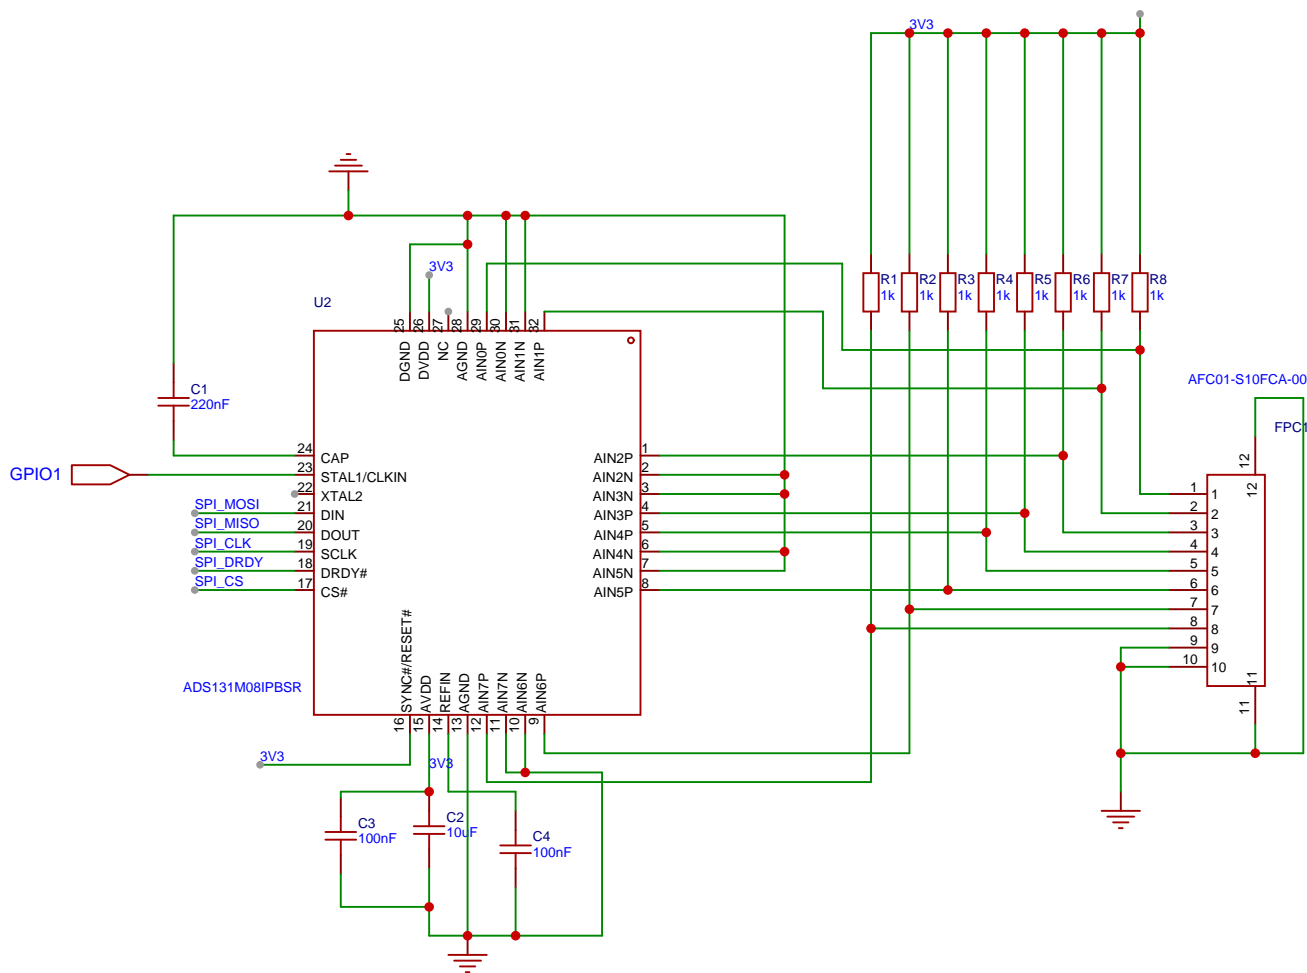 3V3
3V3
U2
25
26
27
28
29
30
31
32
DGND
DVDD
NC
AGND
AIN0P
AIN0N
AIN1N
AIN1P
R1
1k
R2
1k
R3
1k
R4
1k
R5
1k
R6
1k
R7
1k
R8
1k
C1
220nF
AFC01-S10FCA-00
FPC1
GPIO1
24 CAP
23 STAL1/CLKIN
22 XTAL2
SPI_MOSI 21 DIN
SPI_MISO 20 DOUT
SPI_CLK 19 SCLK
SPI_DRDY 18 DRDY#
SPI_CS 17 CS#
AIN2P 1
AIN2N 2
AIN3N 3
AIN3P 4
AIN4P 5
AIN4N 6
AIN5N 7
AIN5P 8
12
12
1 1
2 2
3 3
4 4
5 5
6 6
7 7
8 8
9 9
10 10
11
11
ADS131M08IPBSR
SYNC#/RESET#
AVDD
REFIN
AGND
AIN7P
AIN7N
AIN6N
AIN6P
16
15
14
13
12
11
10
9
3V3
3V3
C3
100nF
C2
10uF
C4
100nF